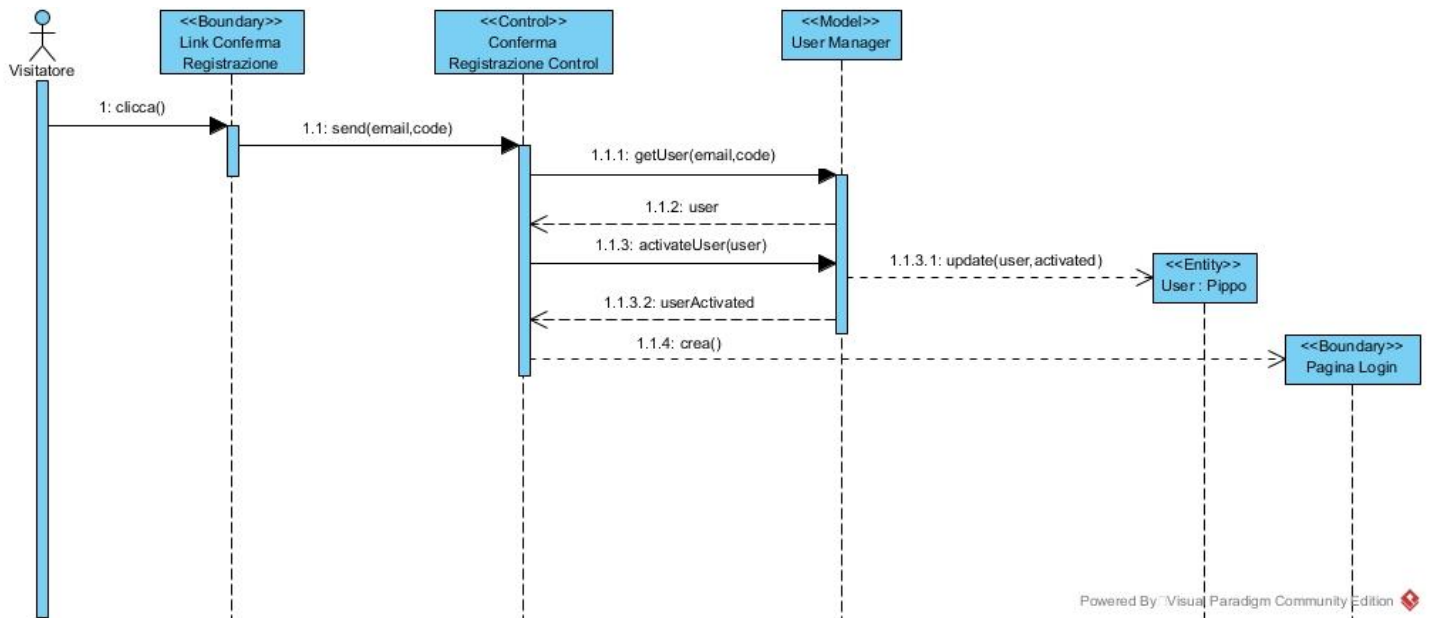 <<Boundary>>
Link Conferma
Registrazione
<<Control>>
Conferma
Registrazione Control
<<Model>>
User Manager
Visitatore
1: clicca()
1.1: send(email,code)
1.1.1: getUser(email,code)
1.1.2: user
1.1.3: activateUser(user)
1.1.3.1: update(user,activated)
<<Entity>>
User : Pippo
1.1.3.2: userActivated
1.1.4: crea()
<<Boundary>>
Pagina Login
Powered By Visual Paradigm Community Edition